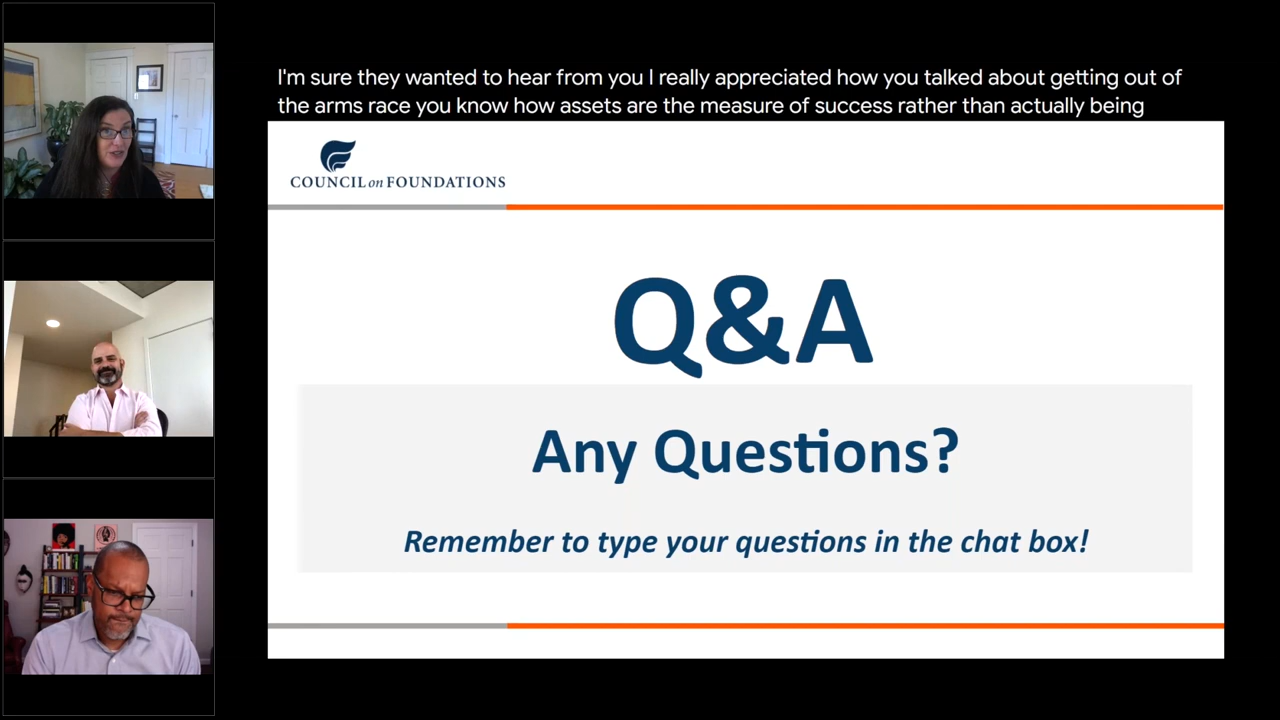 I'm sure they wanted to hear from you I really appreciated how you talked about getting out of
the arms race you know how assets are the measure of success rather than actually being
COUNCIL on FOUNDATIONS
Q&A
Any Questions?
Remember to type your questions in the chat box!